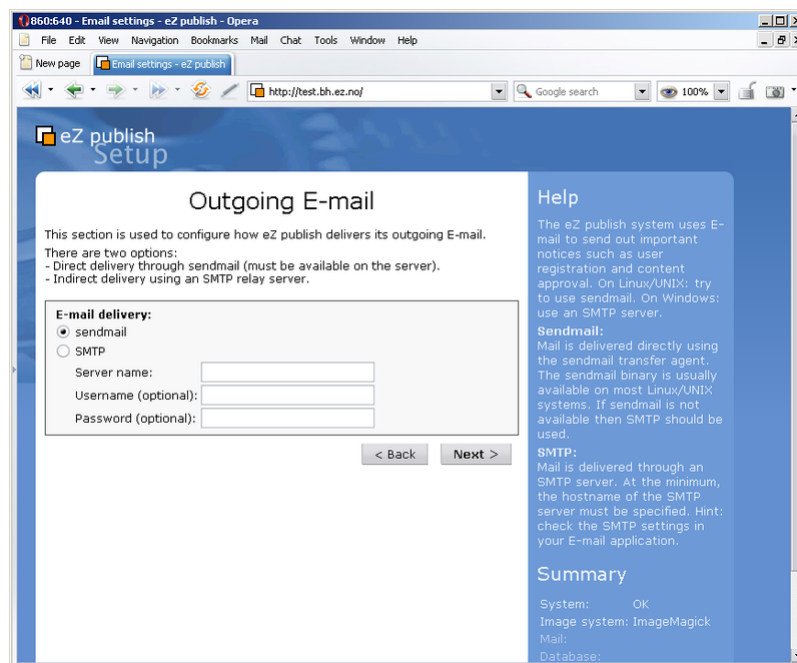 860:640 - Email settings - eZ publish - Opera
File Edit View Navigation Bookmarks Mail Chat Tools Window Help
New page Email settings - eZ publish
http://test.bh.ez.no/ Google search 100%
eZ publish
Setup
Outgoing E-mail
This section is used to configure how eZ publish delivers its outgoing E-mail.
There are two options:
- Direct delivery through sendmail (must be available on the server).
- Indirect delivery using an SMTP relay server.
E-mail delivery:
sendmail
SMTP
Server name:
Username (optional):
Password (optional):
< Back Next >
Help
The eZ publish system uses E-
mail to send out important
notices such as user
registration and content
approval. On Linux/UNIX: try
to use sendmail. On Windows:
use an SMTP server.
Sendmail:
Mail is delivered directly using
the sendmail transfer agent.
The sendmail binary is usually
available on most Linux/UNIX
systems. If sendmail is not
available then SMTP should be
used.
SMTP:
Mail is delivered through an
SMTP server. At the minimum,
the hostname of the SMTP
server must be specified. Hint:
check the SMTP settings in
your E-mail application.
Summary
System: OK
Image system: ImageMagick
Mail:
Database: